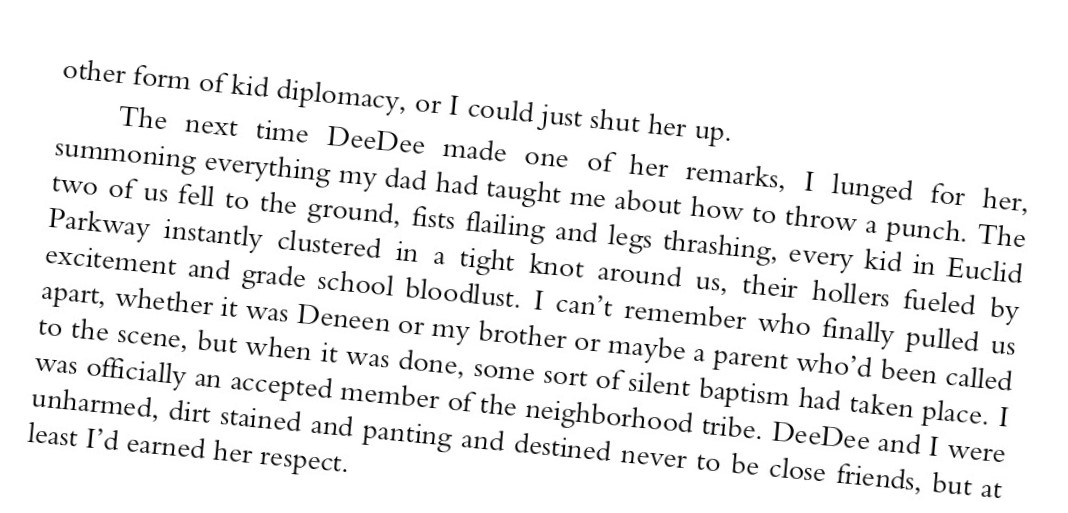 other form of kid diplomacy, or I could just shut her up.
The next time DeeDee made one of her remarks, I lunged for her,
summoning everything my dad had taught me about how to throw a punch. The
two of us fell to the ground, fists flailing and legs thrashing, every kid in Euclid
Parkway instantly clustered in a tight knot around us, their hollers fueled by
excitement and grade school bloodlust. I can’t remember who finally pulled us
apart, whether it was Deneen or my brother or maybe a parent who’d been called
to the scene, but when it was done, some sort of silent baptism had taken place. I
was officially an accepted member of the neighborhood tribe. DeeDee and I were
unharmed, dirt stained and panting and destined never to be close friends, but at
least I’d earned her respect.